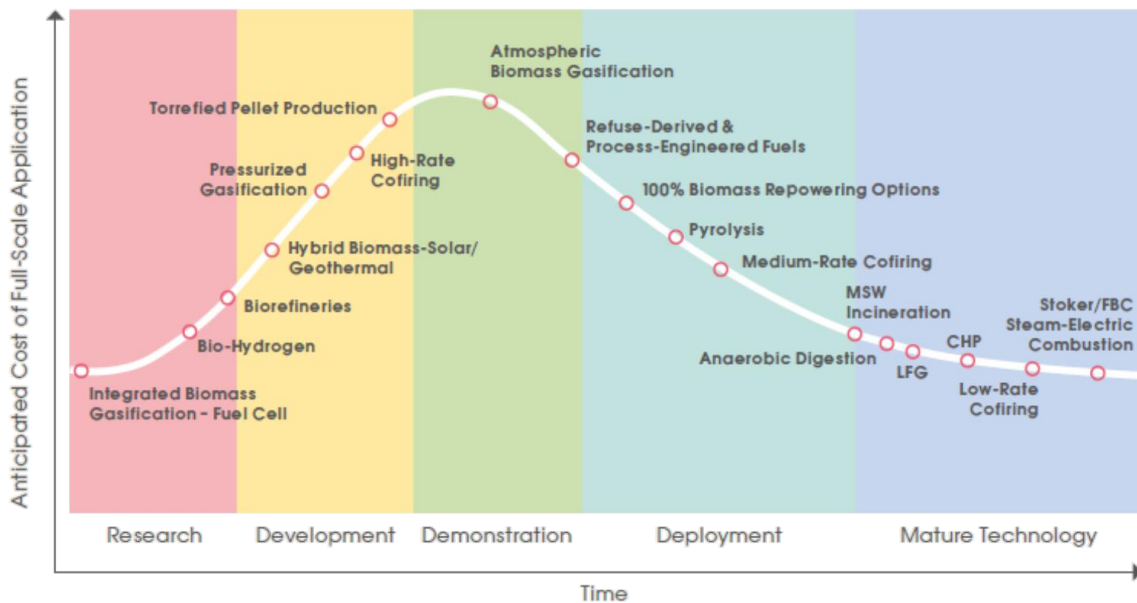 Anticipated Cost of Full-Scale Application
Atmospheric
Biomass Gasification
Torrefied Pellet Production
Refuse-Derived &
Process-Engineered Fuels
High-Rate
Cofiring
Pressurized
Gasification
100% Biomass Repowering Options
Pyrolysis
Hybrid Biomass-Solar/
Geothermal
Medium-Rate Cofiring
Biorefineries
MSW
Incineration
Stoker/FBC
Steam-Electric
Combustion
Bio-Hydrogen
Anaerobic Digestion
CHP
LFG
Integrated Biomass
Gasification - Fuel Cell
Low-Rate
Cofiring
Research
Development
Demonstration
Deployment
Mature Technology
Time